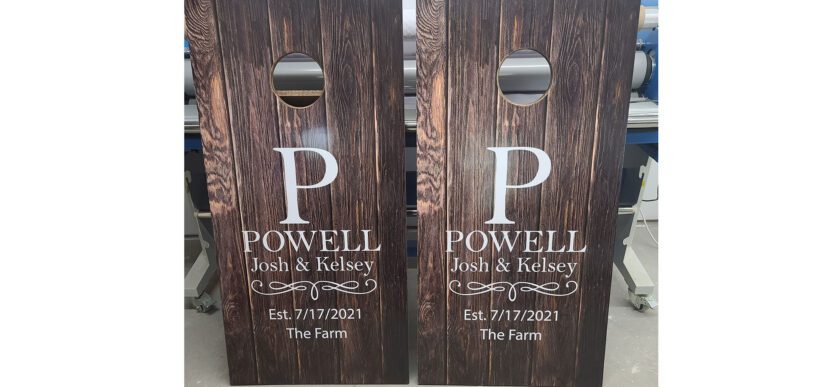 P
POWELL
Josh & Kelsey
Est. 7/17/2021
The Farm
P
POWELL
Josh & Kelsey
Est. 7/17/2021
The Farm